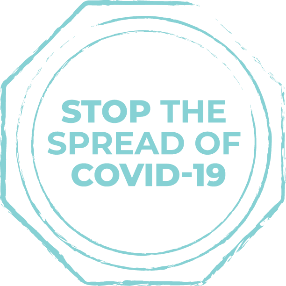 STOP THE
SPREAD OF
COVID-19